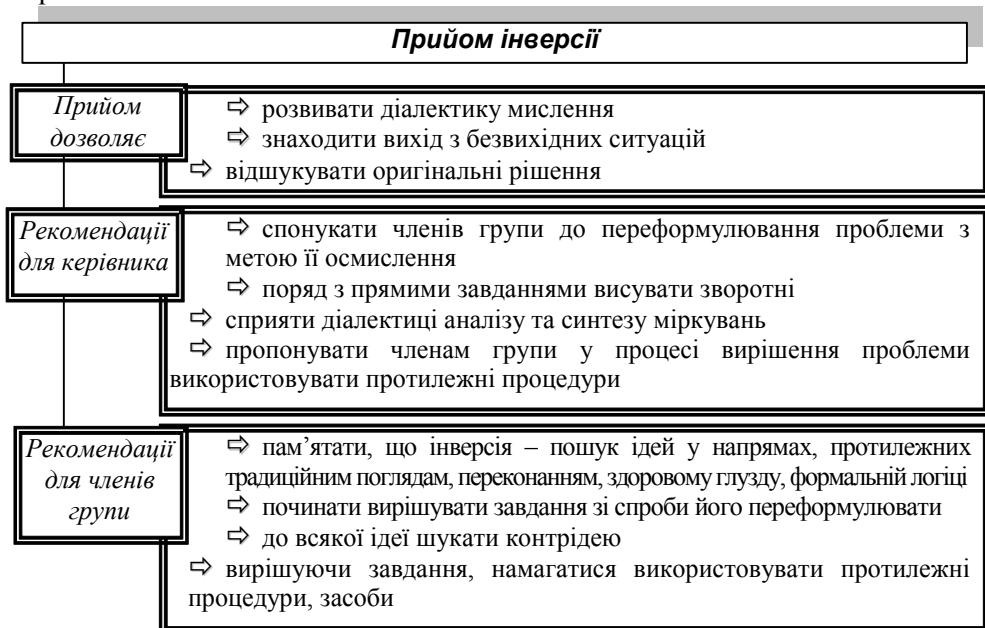 Прийом інверсії
Прийом
дозволяє
⇨ розвивати діалектику мислення
⇨ знаходити вихід з безвихідних ситуацій
⇨ відшукувати оригінальні рішення
Рекомендації
для керівника
⇨ спонукати членів групи до переформулювання проблеми з
метою її осмислення
⇨ поряд з прямими завданнями висувати зворотні
⇨ сприяти діалектиці аналізу та синтезу міркувань
⇨ пропонувати членам групи у процесі вирішення проблеми
використовувати протилежні процедури
Рекомендації
для членів
групи
⇨ пам’ятати, що інверсія – пошук ідей у напрямах, протилежних
традиційним поглядам, переконанням, здоровому глузду, формальній логіці
⇨ починати вирішувати завдання зі спроби його переформулювати
⇨ до всякої ідеї шукати контрідею
⇨ вирішуючи завдання, намагатися використовувати протилежні
процедури, засоби